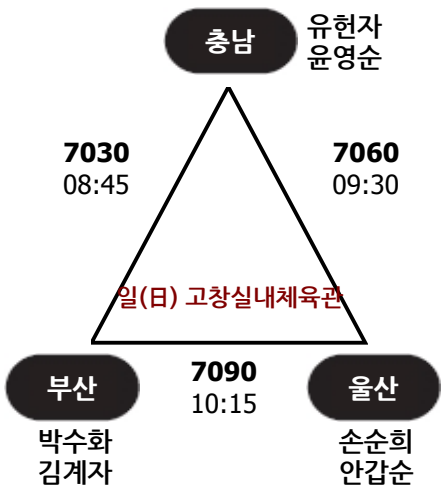 충남
유헌자
윤영순
7030
08:45
7060
09:30
일(日) 고창실내체육관
부산
7090
10:15
울산
박수화
김계자
손순희
안갑순